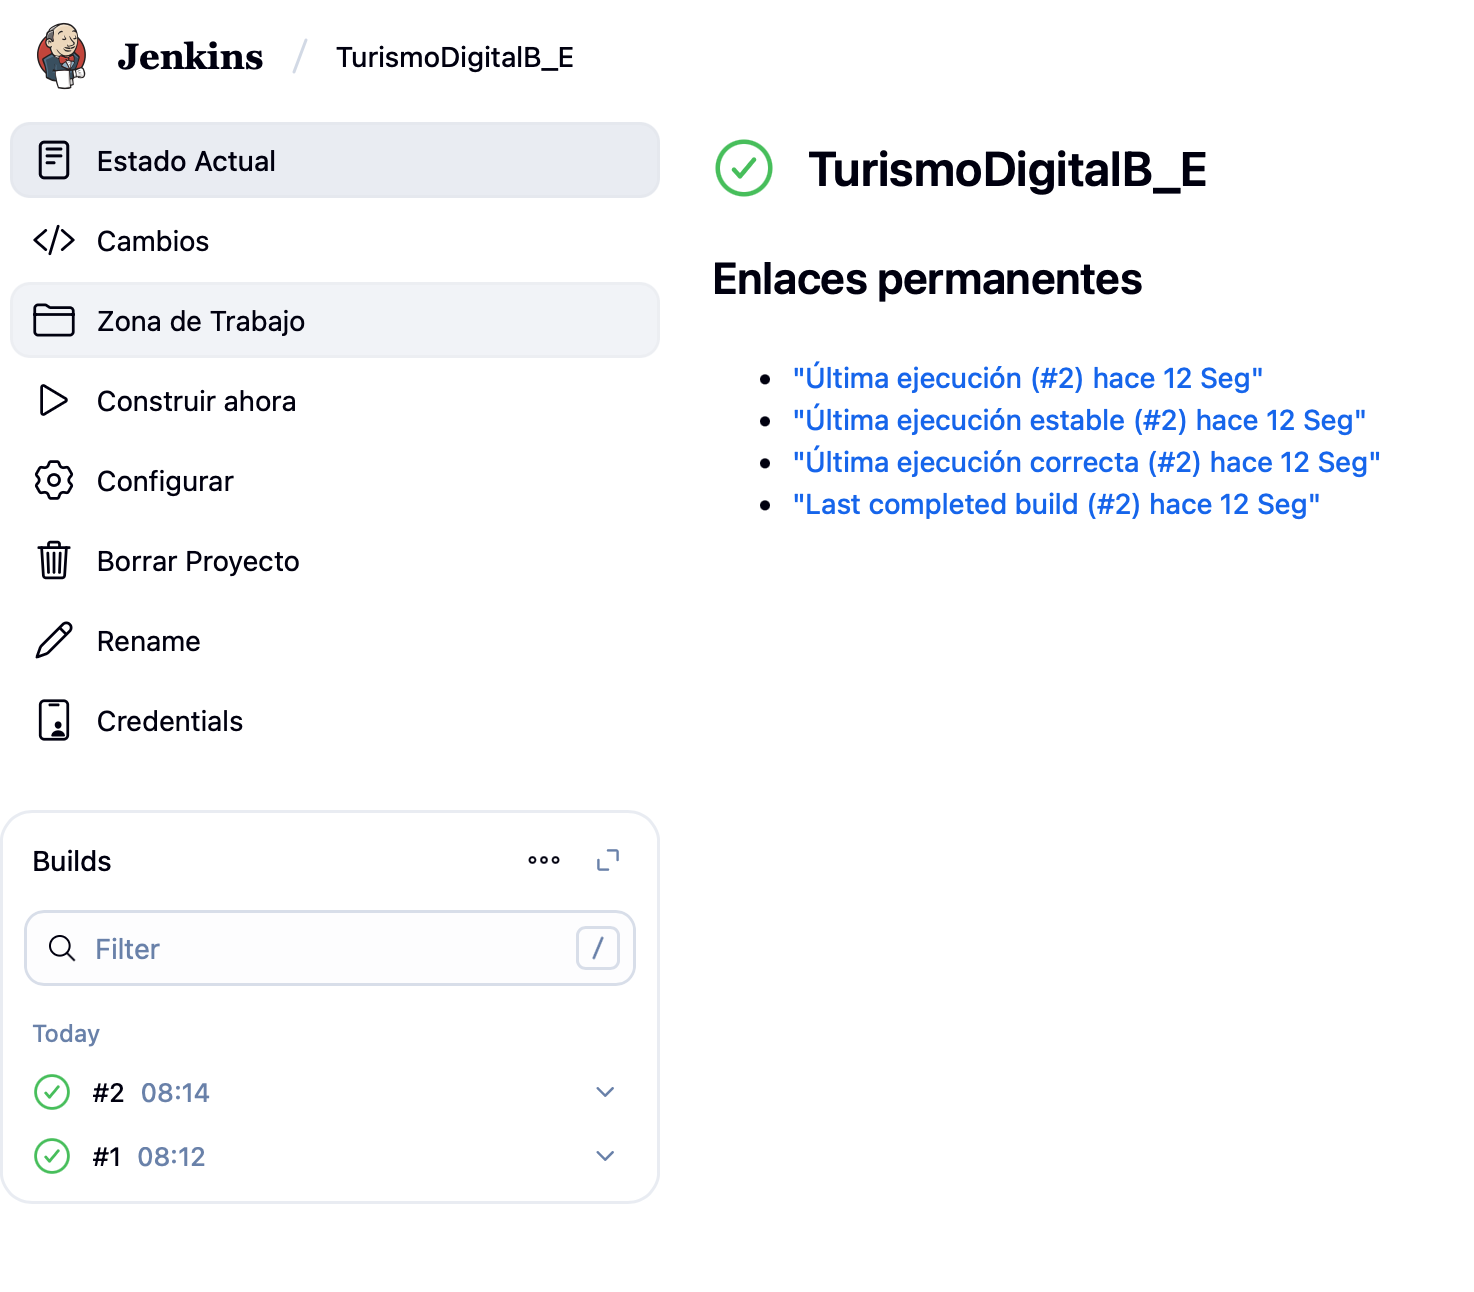 Jenkins / TurismoDigitalB_E
Estado Actual
Cambios
Zona de Trabajo
Construir ahora
Configurar
Borrar Proyecto
Rename
Credentials
Builds
Filter /
Today
#2 08:14
#1 08:12
TurismoDigitalB_E
Enlaces permanentes
"Última ejecución (#2) hace 12 Seg"
"Última ejecución estable (#2) hace 12 Seg"
"Última ejecución correcta (#2) hace 12 Seg"
"Last completed build (#2) hace 12 Seg"